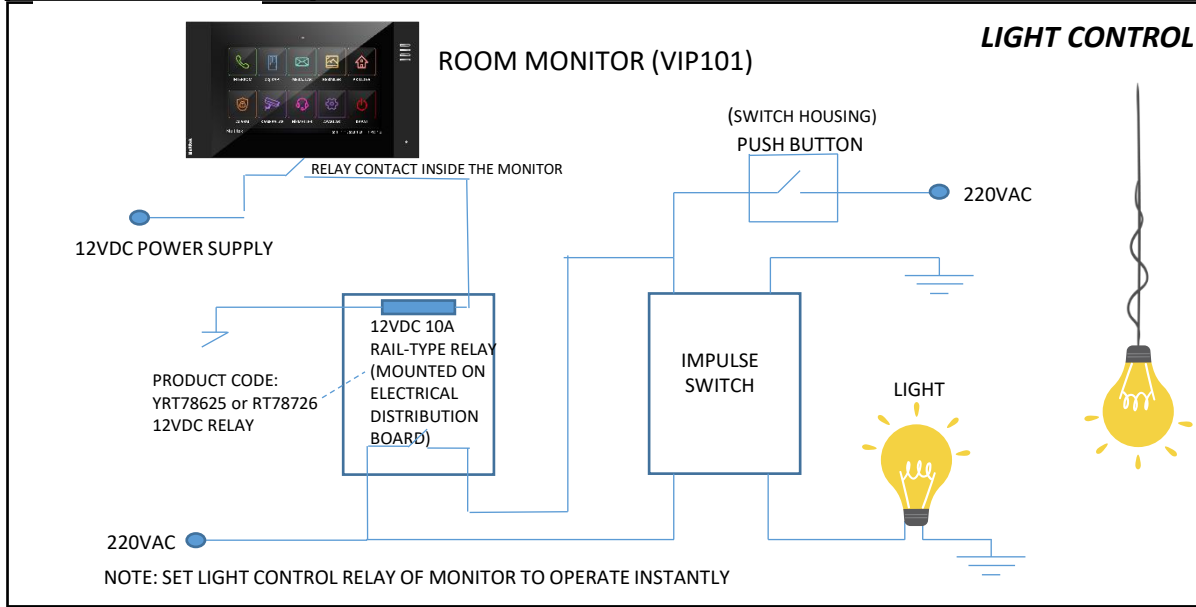 LIGHT CONTROL
ROOM MONITOR (VIP101)
(SWITCH HOUSING)
PUSH BUTTON
RELAY CONTACT INSIDE THE MONITOR
220VAC
12VDC POWER SUPPLY
12VDC 10A
RAIL-TYPE RELAY
(MOUNTED ON
ELECTRICAL
DISTRIBUTION
BOARD)
IMPULSE
SWITCH
PRODUCT CODE:
YRT78625 or RT78726
12VDC RELAY
LIGHT
220VAC
NOTE: SET LIGHT CONTROL RELAY OF MONITOR TO OPERATE INSTANTLY